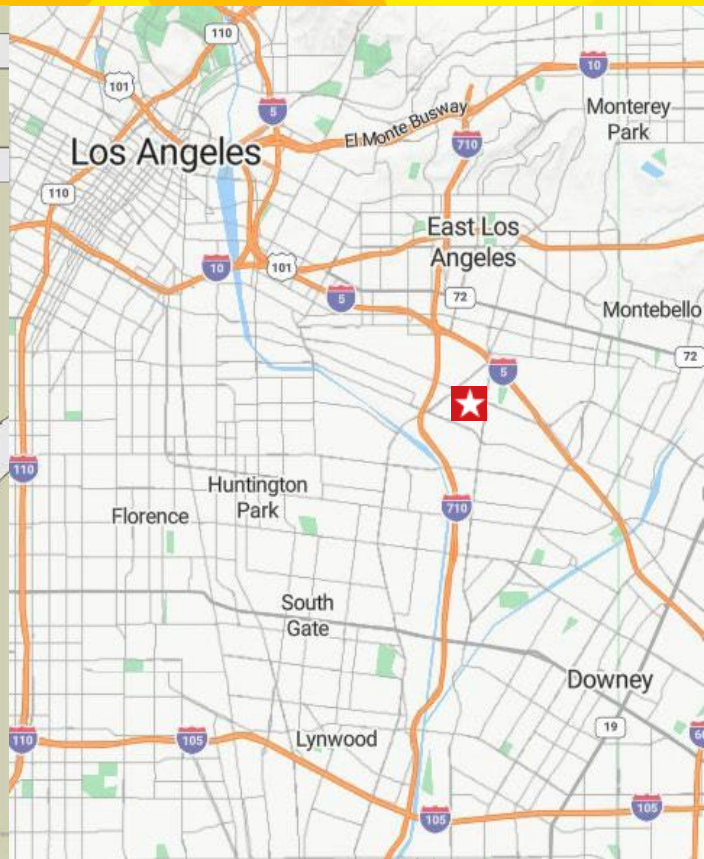 110
10
101
5
El Monte Busway
Monterey
Park
710
Los Angeles
110
East Los
Angeles
10
101
5
72
Montebello
72
5
110
Huntington
Park
710
Florence
South
Gate
Downey
19
110
105
Lynwood
105
105